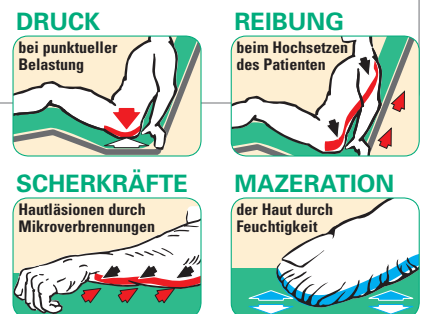 DRUCK
bei punktueller
Belastung
REIBUNG
beim Hochsetzen
des Patienten
SCHERKRÄFTE
Hautläsionen durch
Mikroverbrennungen
MAZERATION
der Haut durch
Feuchtigkeit